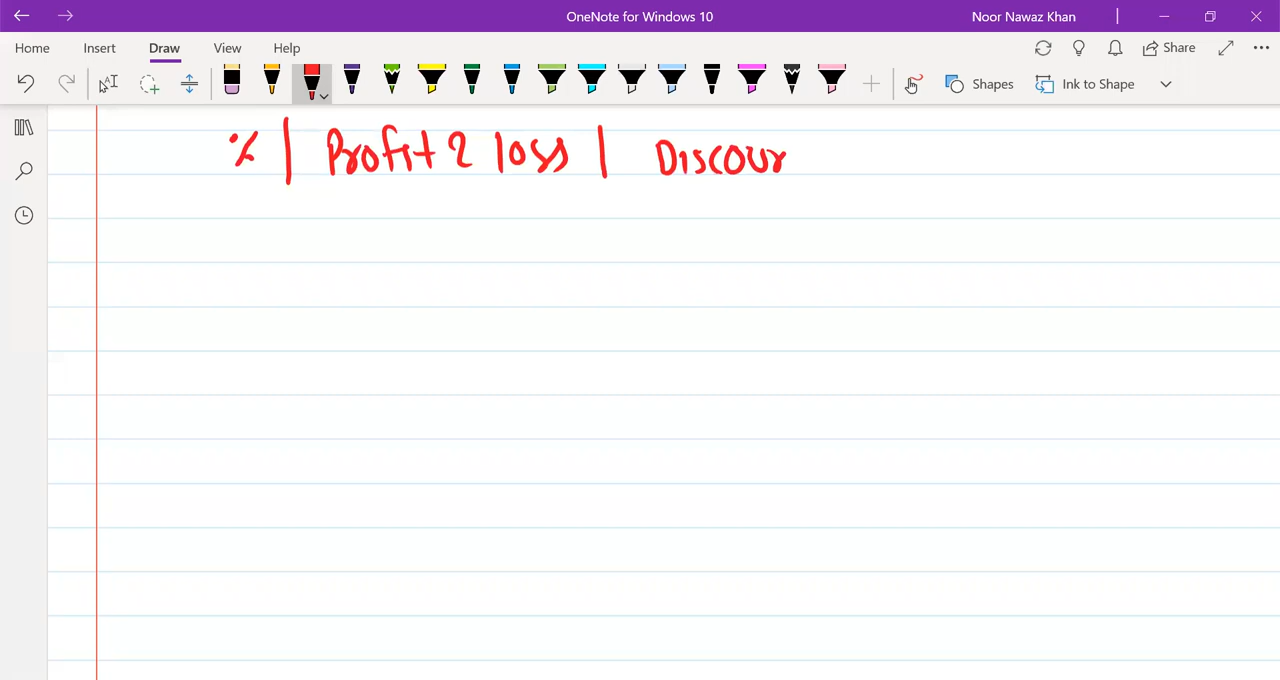 OneNote for Windows 10 Noor Nawaz Khan
Home Insert Draw View Help Share
Shapes Ink to Shape
% | Profit 2 loss | Discour